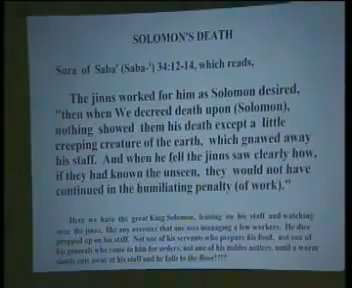 SOLOMON'S DEATH
Sura of Saba' (Saba-') 34:12-14, which reads,
The jinns worked for him as Solomon desired,
"then when We decreed death upon (Solomon),
nothing showed them his death except a little
creeping creature of the earth, which gnawed away
his staff. And when he fell the jinns saw clearly how,
if they had known the unseen, they would not have
continued in the humiliating penalty (of work)."
Here we have the great King Solomon, leaning on his staff and watching
over the jinns, like any overseer that one sees managing a few workers. He dies
propped up on his staff. Not one of his servants who prepare his food, not one of
his generals who come to him for orders, not one of his nobles notices, until a worm
away at his staff and he falls to the floor????